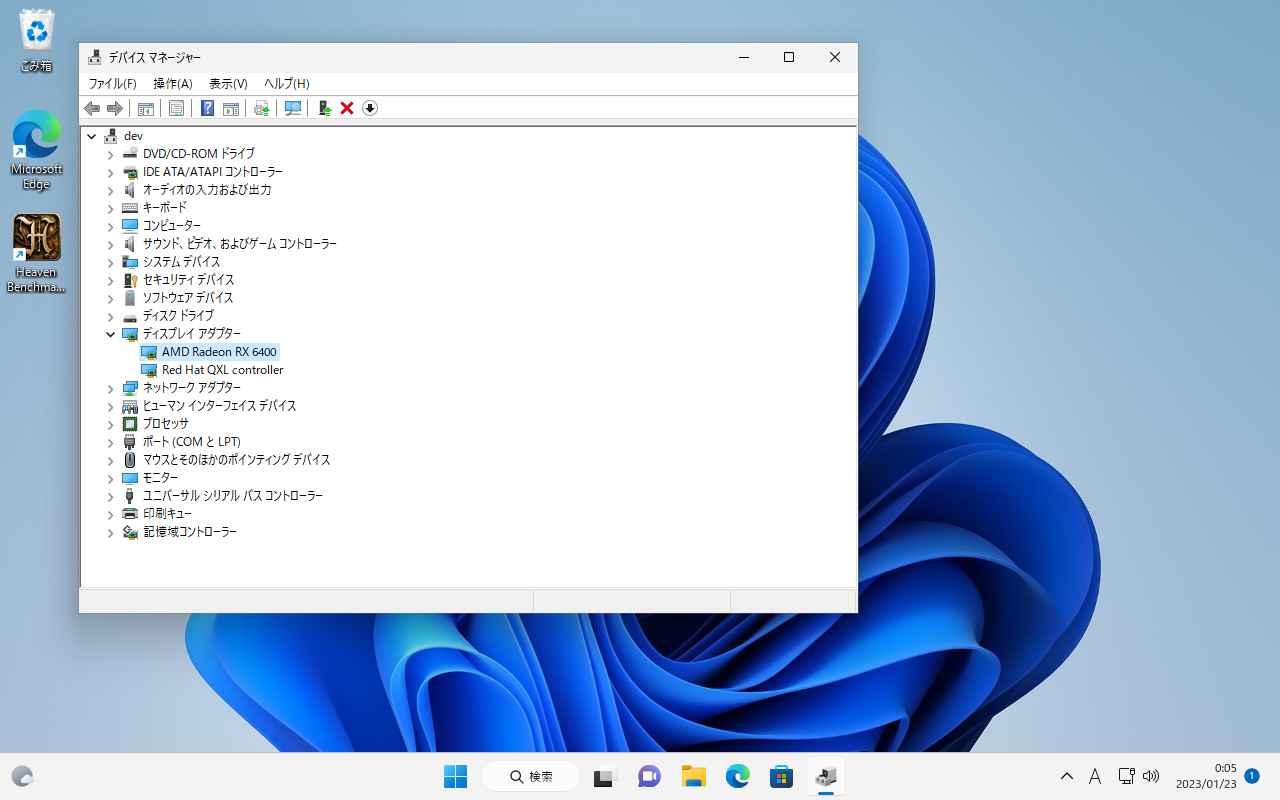 ごみ箱
Microsoft
Edge
Heaven
Benchma...
デバイス マネージャー
ファイル(F) 操作(A) 表示(V) ヘルプ(H)
dev
DVD/CD-ROM ドライブ
IDE ATA/ATAPI コントローラー
オーディオの入力および出力
キーボード
コンピューター
サウンド、ビデオ、およびゲーム コントローラー
システム デバイス
セキュリティ デバイス
ソフトウェア デバイス
ディスク ドライブ
ディスプレイ アダプター
AMD Radeon RX 6400
Red Hat QXL controller
ネットワーク アダプター
ヒューマン インターフェイス デバイス
プロセッサ
ポート (COM と LPT)
マウスとそのほかのポインティング デバイス
モニター
ユニバーサル シリアル バス コントローラー
印刷キュー
記憶域コントローラー
検索
A
0:05
2023/01/23
1